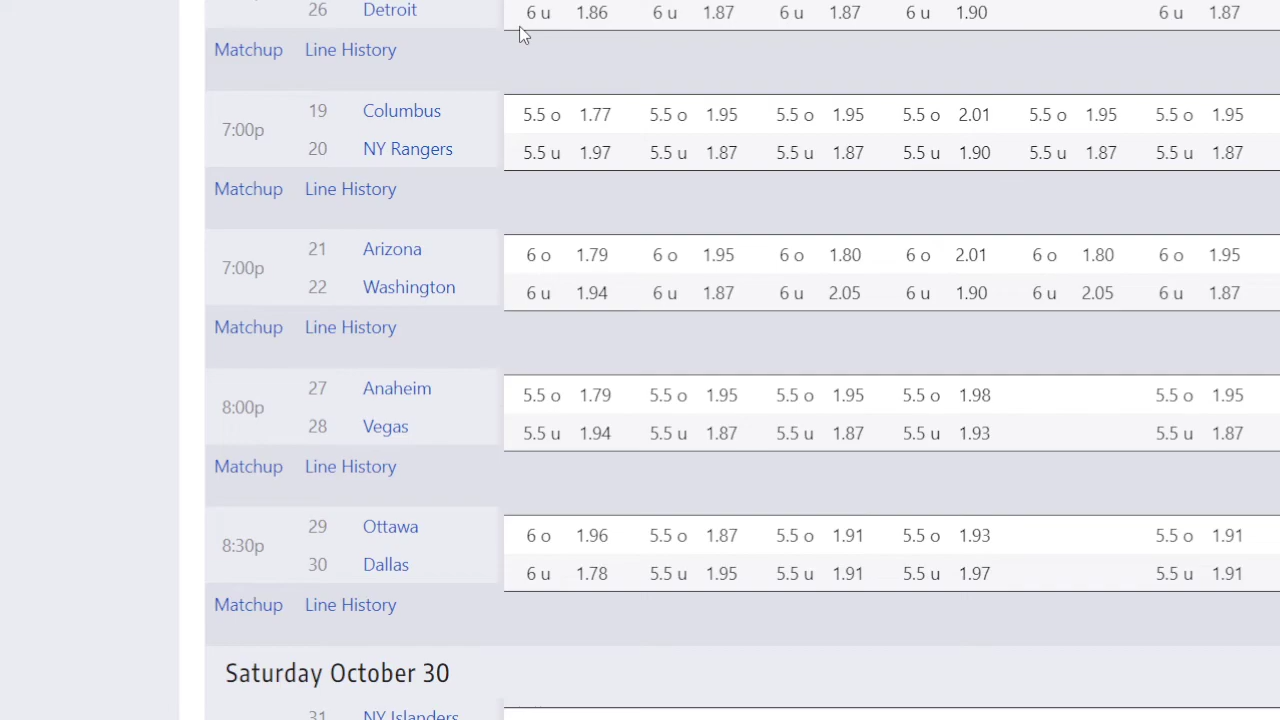 26 Detroit 6 u 1.86 6 u 1.87 6 u 1.87 6 u 1.90 6 u 1.87
Matchup Line History
19 Columbus 5.5 o 1.77 5.5 o 1.95 5.5 o 1.95 5.5 o 2.01 5.5 o 1.95 5.5 o 1.95
7:00p
20 NY Rangers 5.5 u 1.97 5.5 u 1.87 5.5 u 1.87 5.5 u 1.90 5.5 u 1.87 5.5 u 1.87
Matchup Line History
21 Arizona 6 o 1.79 6 o 1.95 6 o 1.80 6 o 2.01 6 o 1.80 6 o 1.95
7:00p
22 Washington 6 u 1.94 6 u 1.87 6 u 2.05 6 u 1.90 6 u 2.05 6 u 1.87
Matchup Line History
27 Anaheim 5.5 o 1.79 5.5 o 1.95 5.5 o 1.95 5.5 o 1.98 5.5 o 1.95
8:00p
28 Vegas 5.5 u 1.94 5.5 u 1.87 5.5 u 1.87 5.5 u 1.93 5.5 u 1.87
Matchup Line History
29 Ottawa 6 o 1.96 5.5 o 1.87 5.5 o 1.91 5.5 o 1.93 5.5 o 1.91
8:30p
30 Dallas 6 u 1.78 5.5 u 1.95 5.5 u 1.91 5.5 u 1.97 5.5 u 1.91
Matchup Line History
Saturday October 30
31 NY Islanders